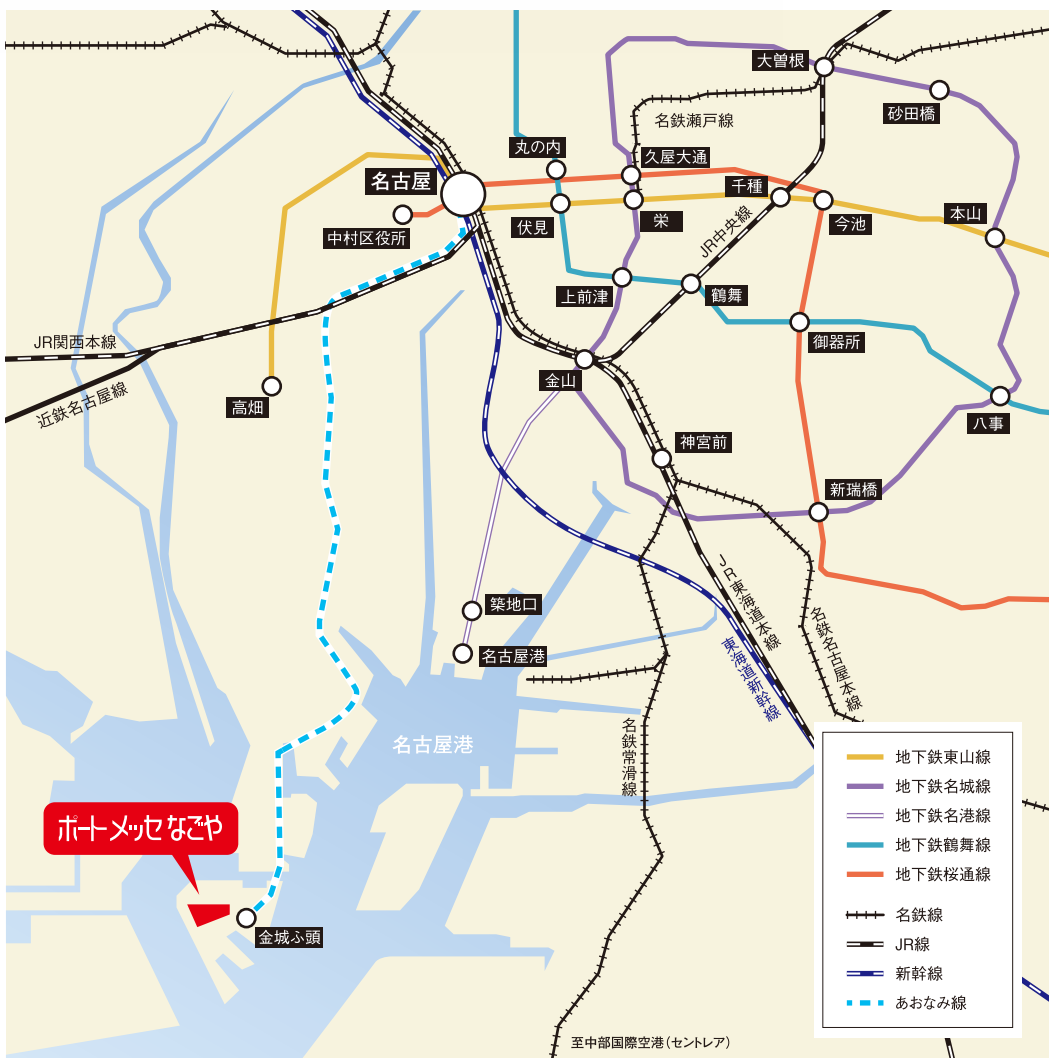 大曽根
砂田橋
名鉄瀬戸線
丸の内
久屋大通
名古屋
千種
中村区役所
伏見
栄
今池
本山
JR中央線
上前津
鶴舞
JR関西本線
御器所
金山
近鉄名古屋線
高畑
八事
神宮前
新瑞橋
築地口
名古屋港
JR東海道本線
名鉄名古屋本線
東海道新幹線
名古屋港
名鉄常滑線
ポートメッセなごや
金城ふ頭
至中部国際空港(セントレア)
地下鉄東山線
地下鉄名城線
地下鉄名港線
地下鉄鶴舞線
地下鉄桜通線
名鉄線
JR線
新幹線
あおなみ線